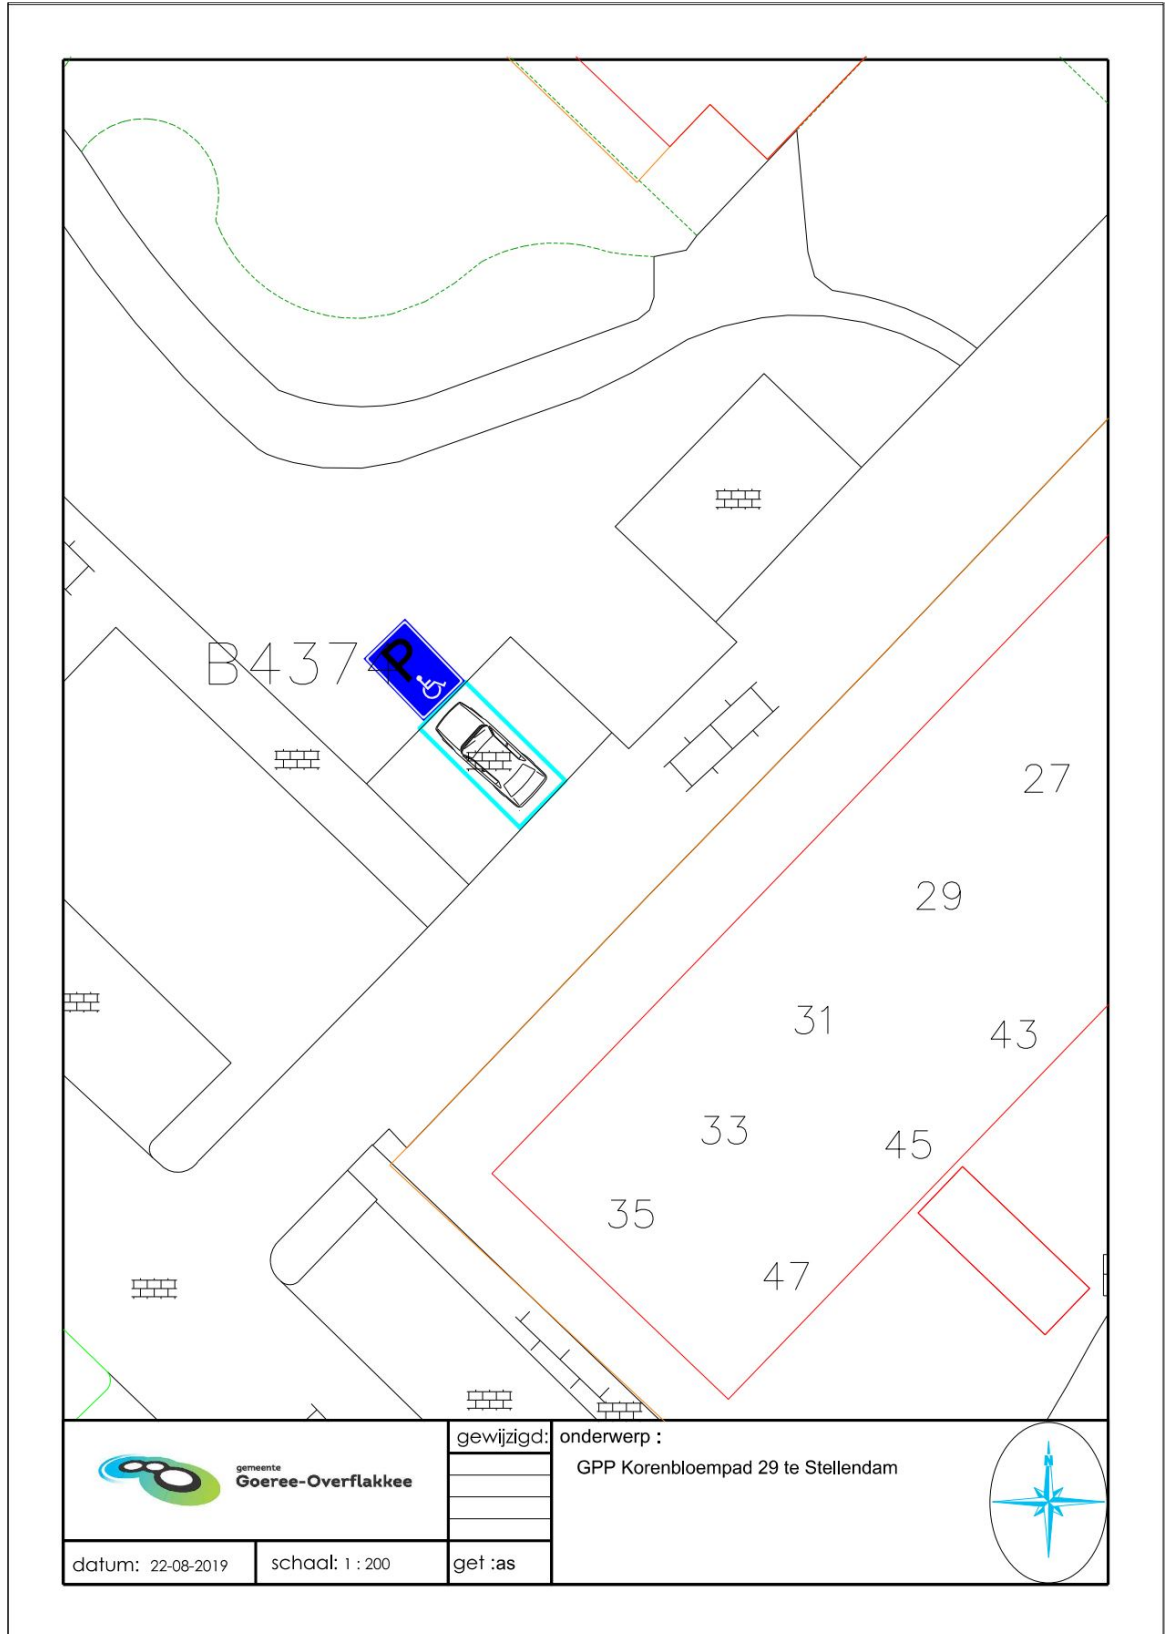 B4374
P
27
29
31
43
33
45
35
47
gemeente
Goeree-Overflakkee
gewijzigd:
onderwerp :
GPP Korenbloempad 29 te Stellendam
N
datum: 22-08-2019
schaal: 1 : 200
get :as